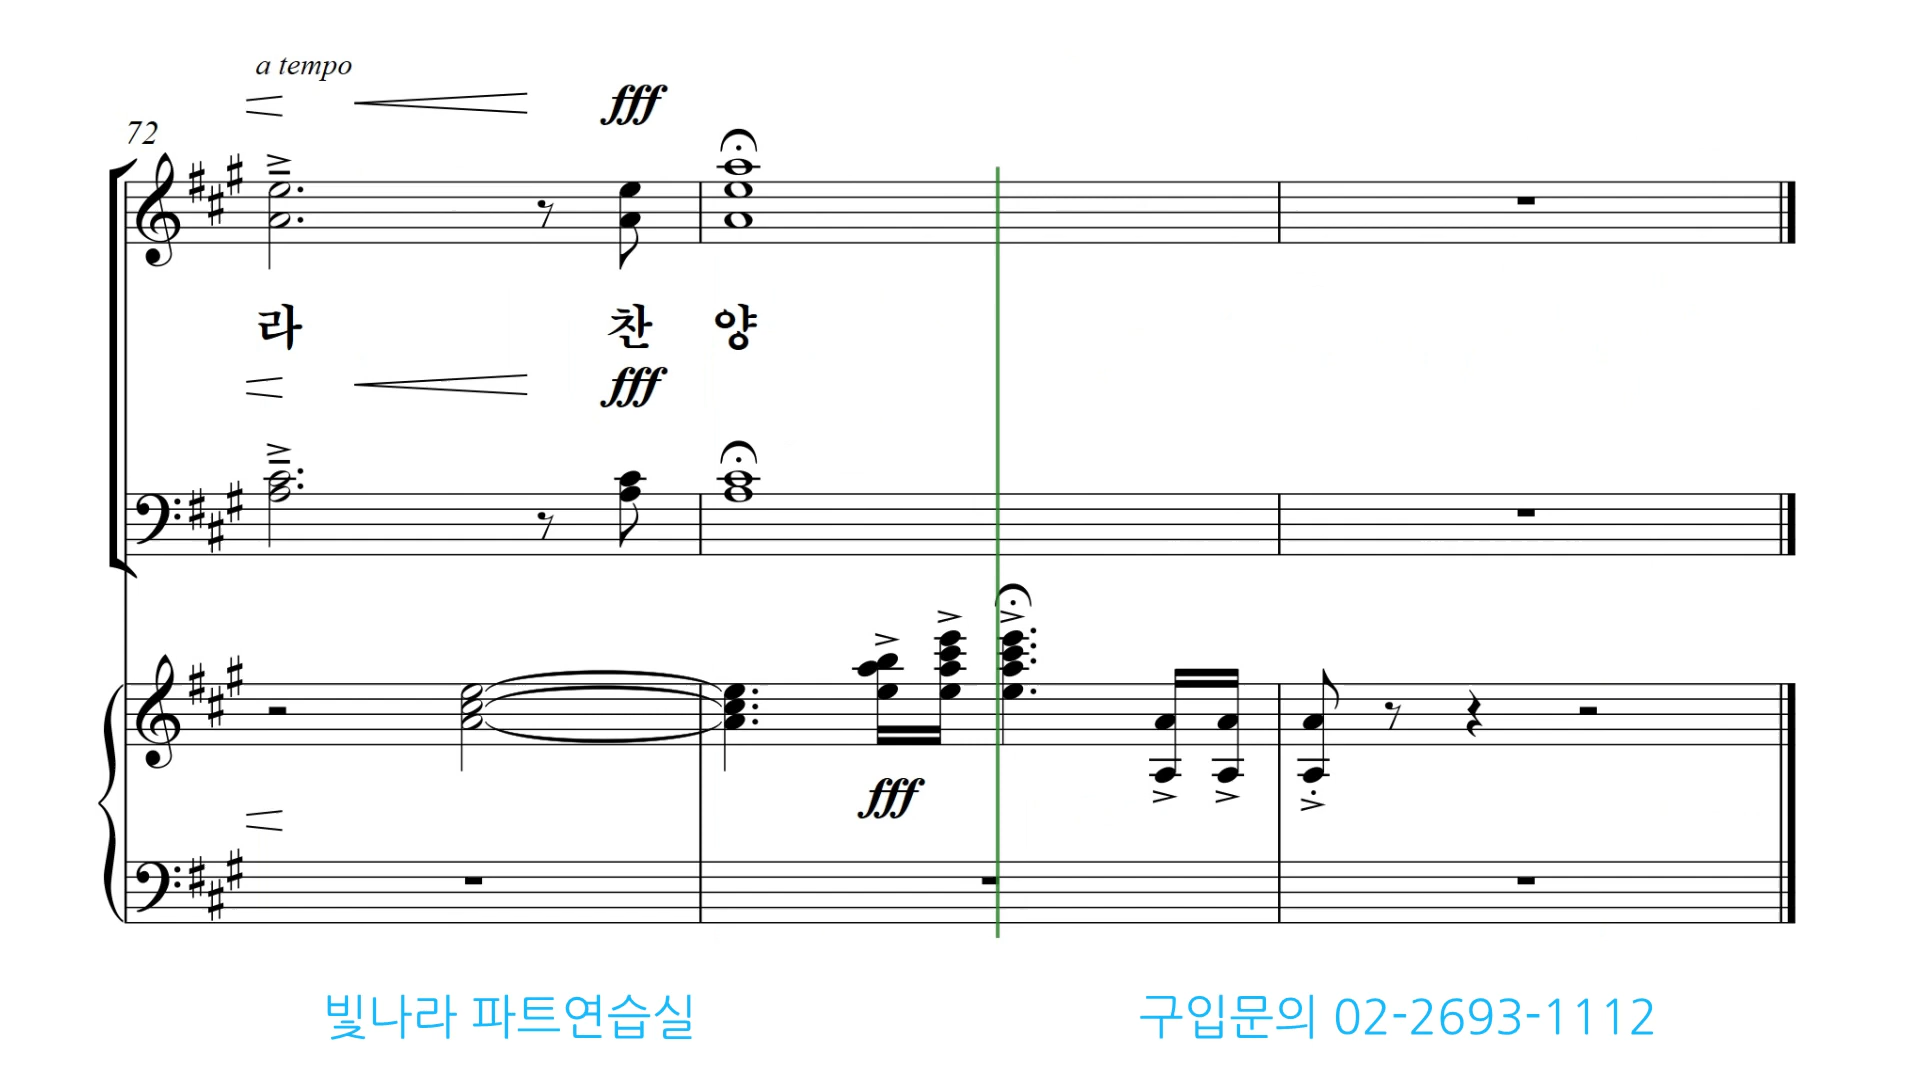 a tempo
fff
72
라 찬 양
fff
fff
빛나라 파트연습실
구입문의 02-2693-1112